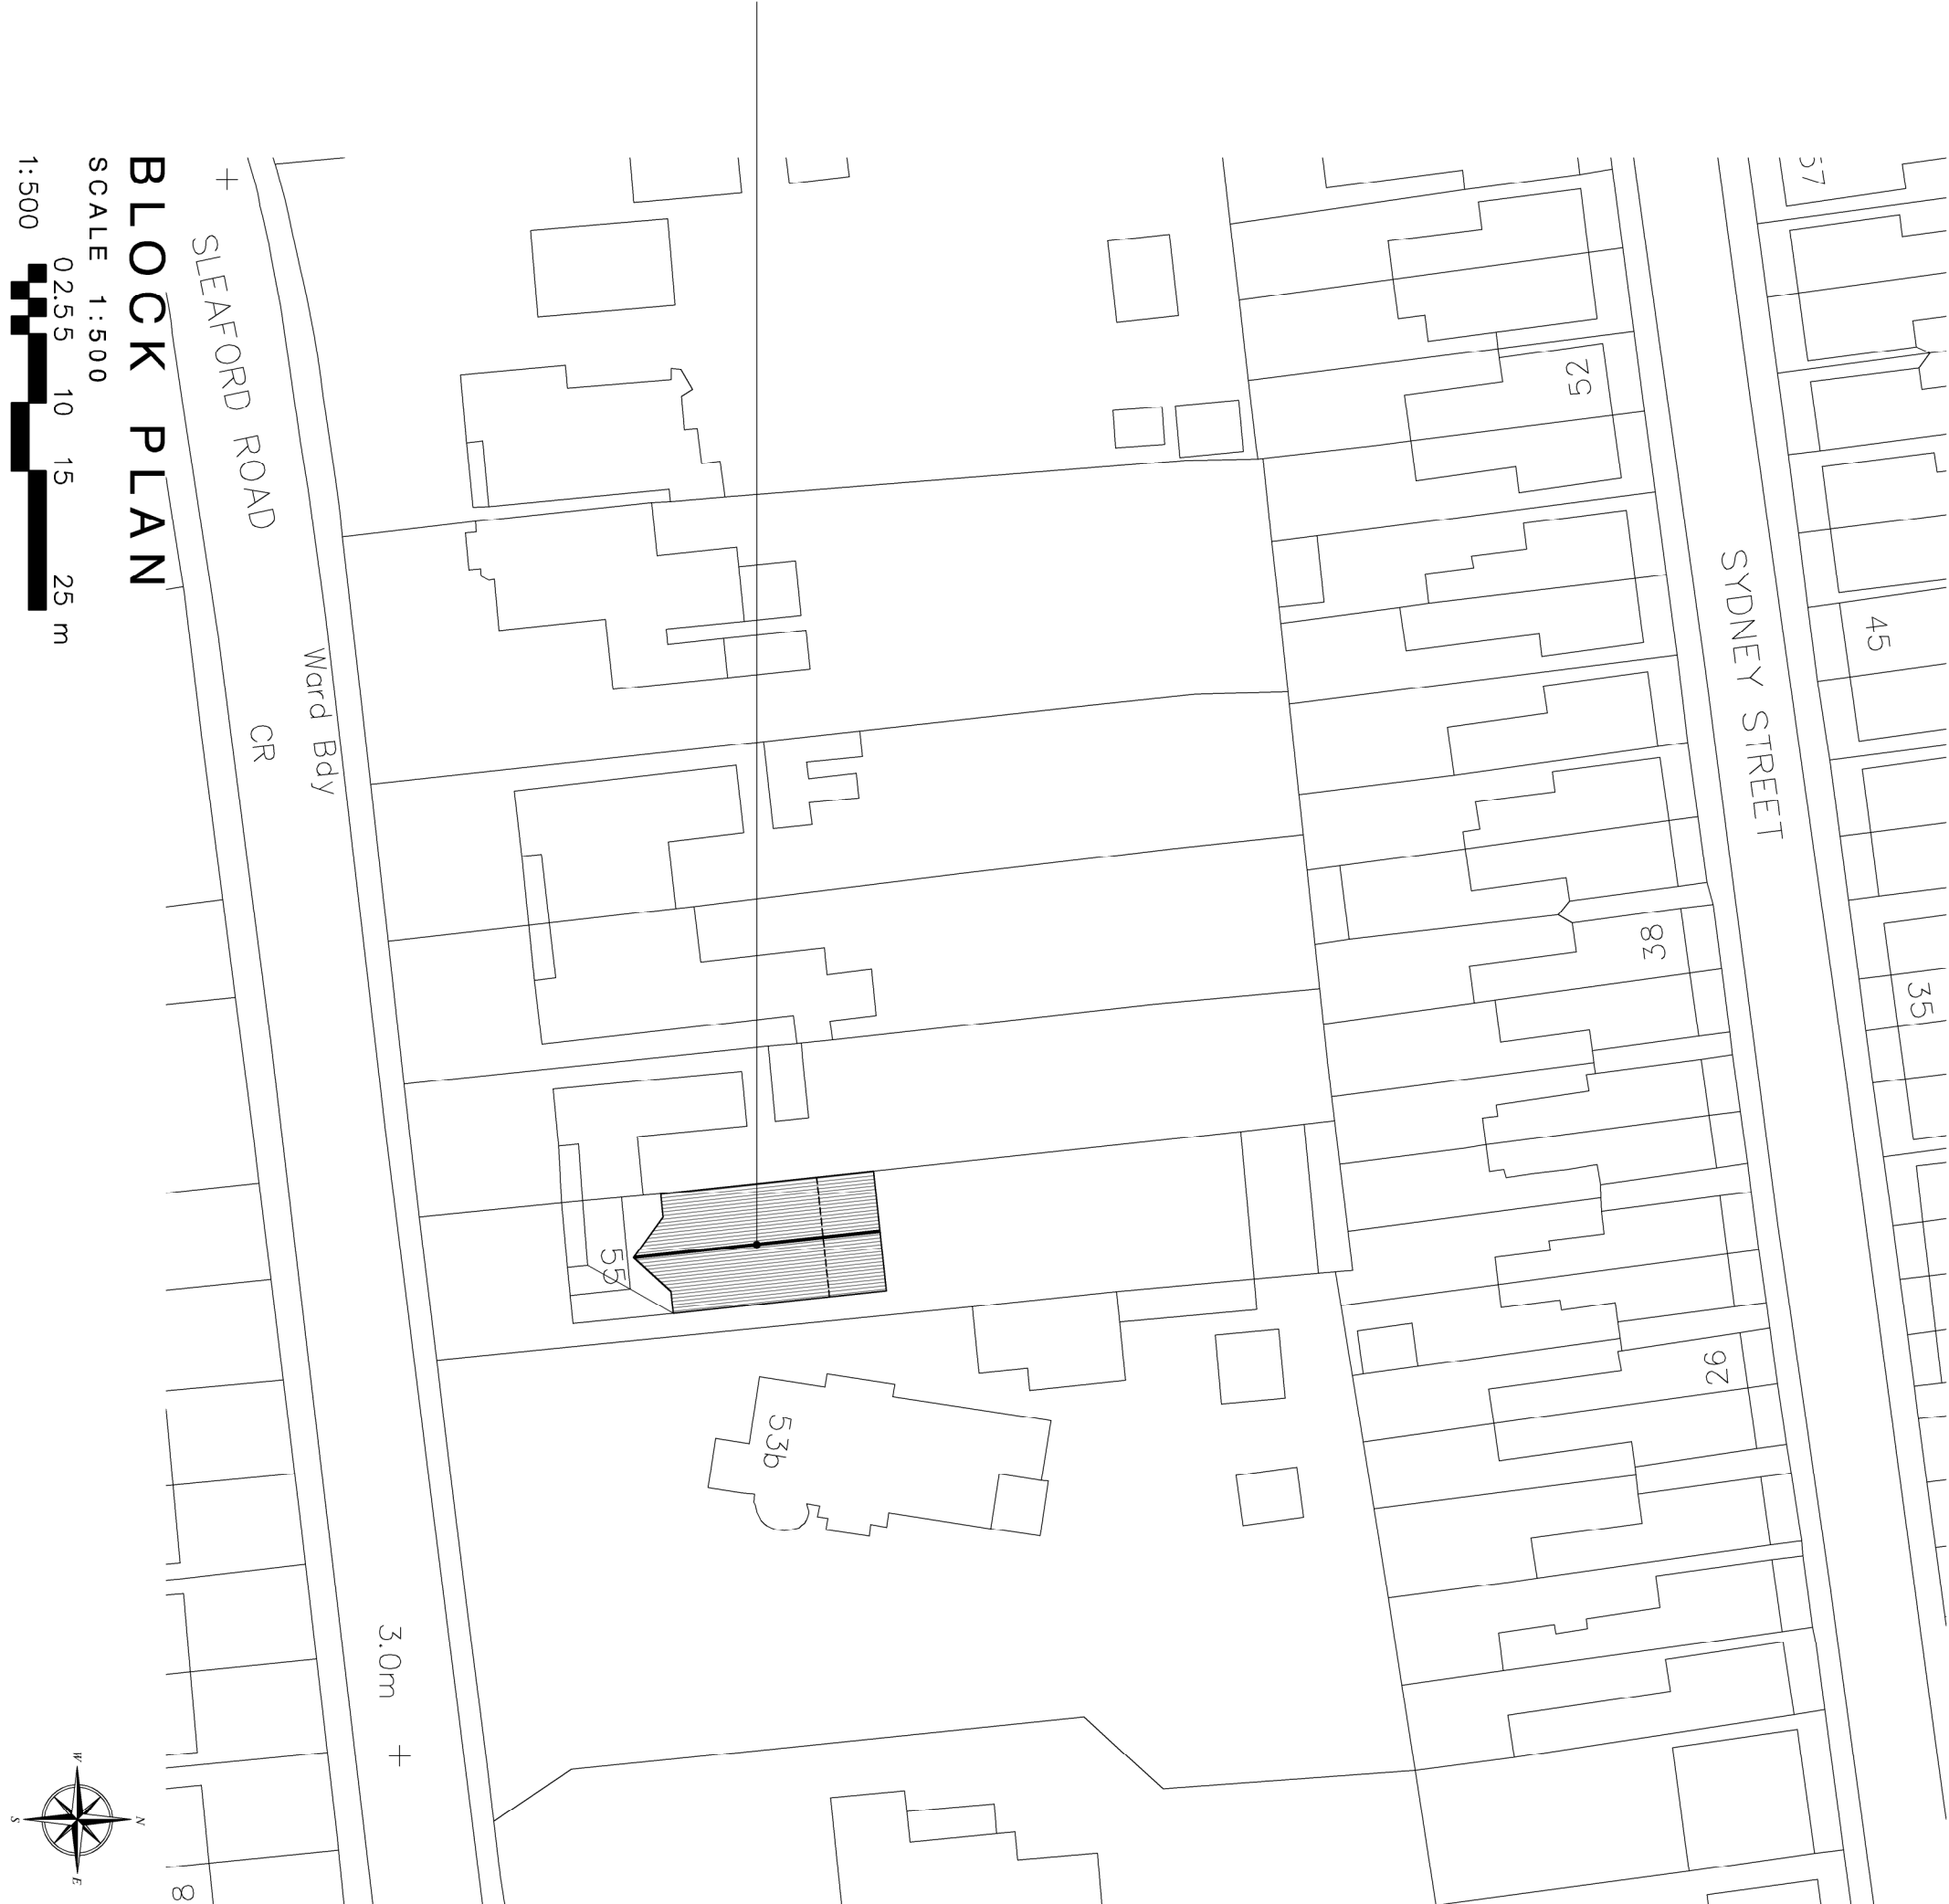 BLOCK PLAN
SCALE 1:500
0 2.5 5 10 15 25 m
1:500
SLEAFORD ROAD
Ward Bdy
CR
3.0m
SYDNEY STREET
57
45
35
52
38
26
55
53b
8
N
E
S
W